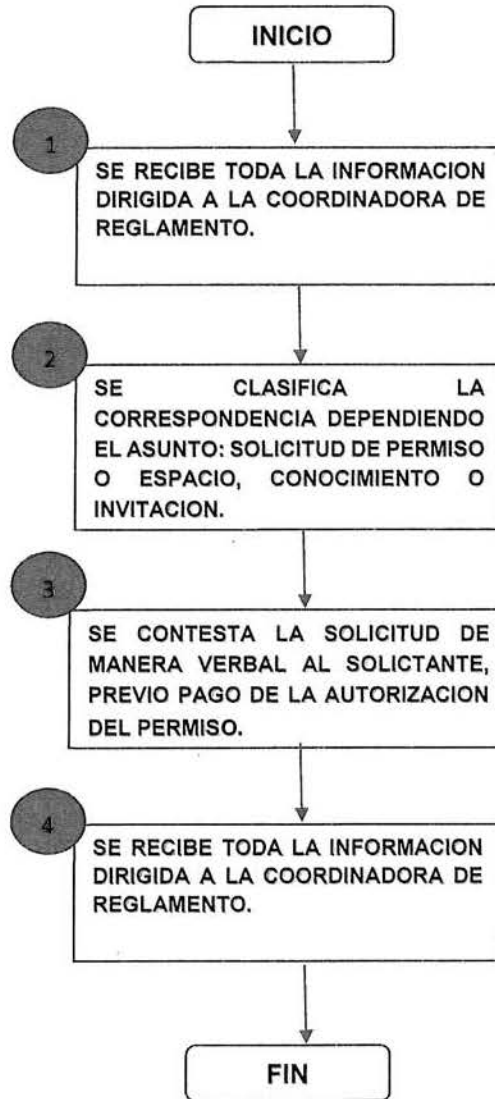 INICIO
1
SE RECIBE TODA LA INFORMACION
DIRIGIDA A LA COORDINADORA DE
REGLAMENTO.
2
SE CLASIFICA LA
CORRESPONDENCIA DEPENDIENDO
EL ASUNTO: SOLICITUD DE PERMISO
O ESPACIO, CONOCIMIENTO O
INVITACION.
3
SE CONTESTA LA SOLICITUD DE
MANERA VERBAL AL SOLICTANTE,
PREVIO PAGO DE LA AUTORIZACION
DEL PERMISO.
4
SE RECIBE TODA LA INFORMACION
DIRIGIDA A LA COORDINADORA DE
REGLAMENTO.
FIN